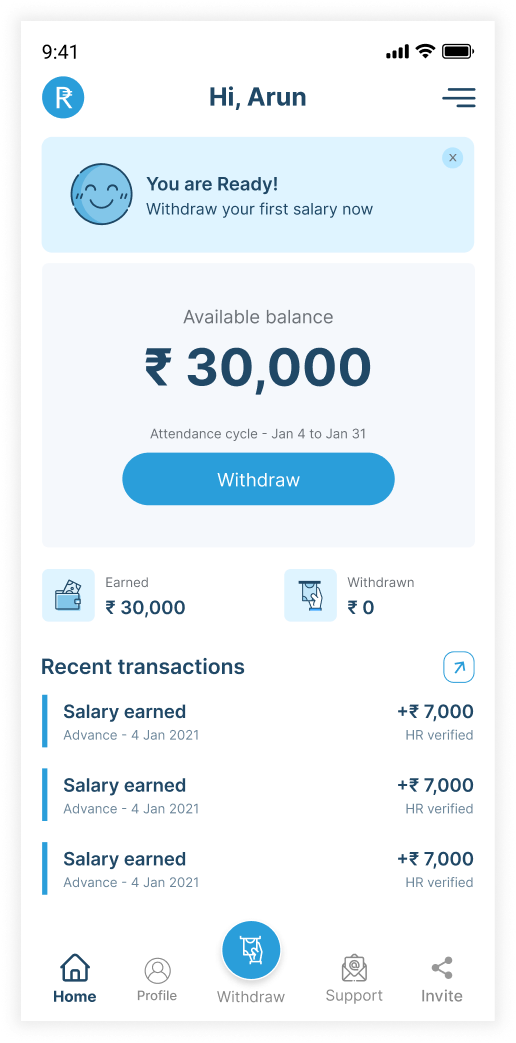 9:41
₹
Hi, Arun
x
You are Ready!
Withdraw your first salary now
Available balance
₹ 30,000
Attendance cycle - Jan 4 to Jan 31
Withdraw
Earned
₹ 30,000
Withdrawn
₹ 0
Recent transactions
Salary earned
+₹ 7,000
Advance - 4 Jan 2021
HR verified
Salary earned
+₹ 7,000
Advance - 4 Jan 2021
HR verified
Salary earned
+₹ 7,000
Advance - 4 Jan 2021
HR verified
Home
Profile
Withdraw
Support
Invite